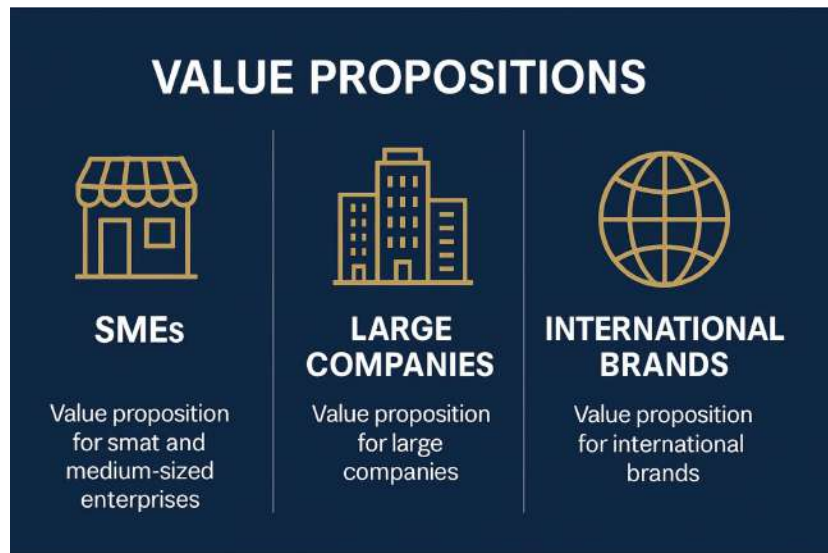 VALUE PROPOSITIONS
SMEs
Value proposition
for smat and
medium-sized
enterprises
LARGE
COMPANIES
Value proposition
for large
companies
INTERNATIONAL
BRANDS
Value proposition
for international
brands